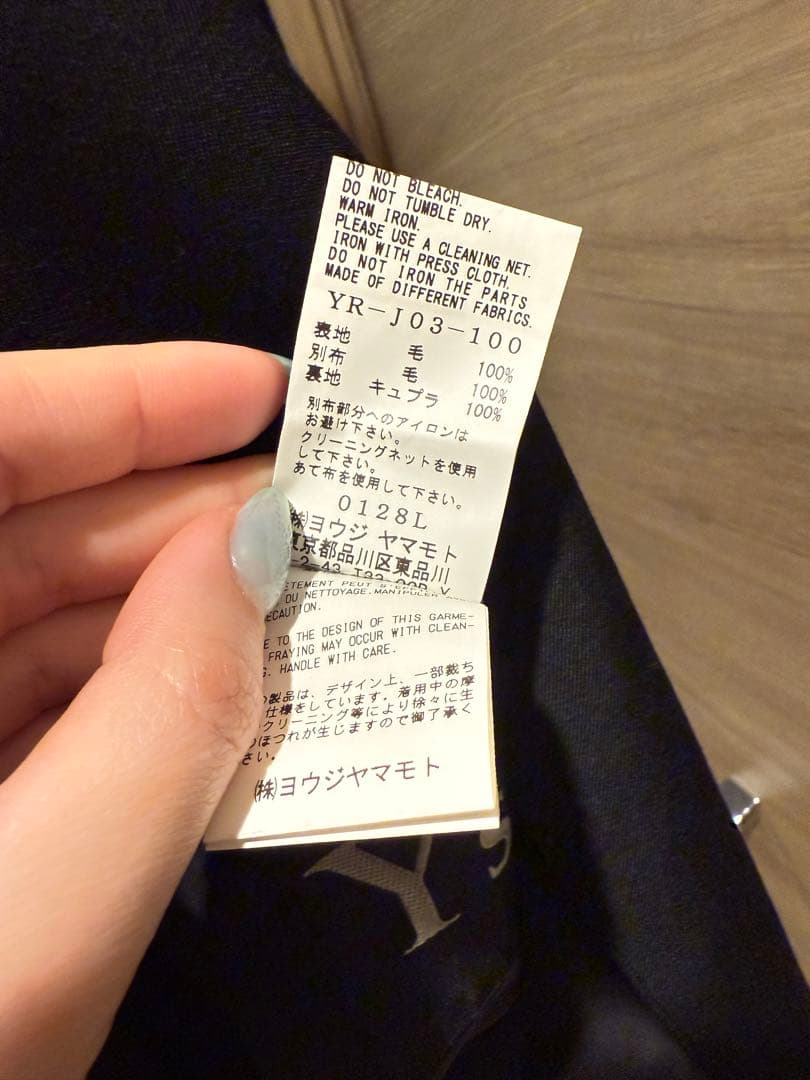 DO NOT BLEACH.
DO NOT TUMBLE DRY.
WARM IRON.
PLEASE USE A CLEANING NET.
IRON WITH PRESS CLOTH.
DO NOT IRON THE PARTS
MADE OF DIFFERENT FABRICS.
YR-J03-100
表地 毛 100%
別布 毛 100%
裏地 キュプラ 100%
別布部分へのアイロンは
お避け下さい。
クリーニングネットを使用
して下さい。
あて布を使用して下さい。
0128L
㈱ヨウジ ヤマモト
東京都品川区東品川
-2-43
PEUT
DU NETTOYAGE. MANIPULER
TO THE DESIGN OF THIS GARME-
FRAYING MAY OCCUR WITH CLEAN-
HANDLE WITH CARE.
製品は、デザイン上、一部裁ち
仕様をしています。着用中の摩
クリーニング等により徐々に生
ほつれが生じますので御了承く
さい。
㈱ヨウジヤマモト
Y's